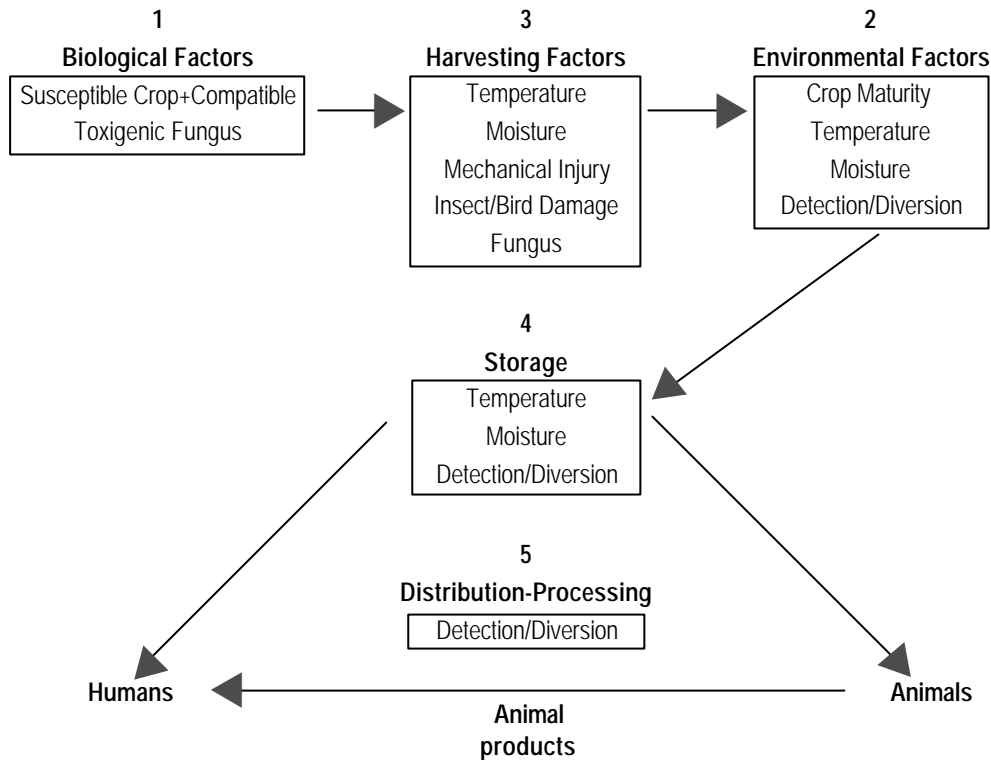 1
Biological Factors
Susceptible Crop+Compatible
Toxigenic Fungus
3
Harvesting Factors
Temperature
Moisture
Mechanical Injury
Insect/Bird Damage
Fungus
2
Environmental Factors
Crop Maturity
Temperature
Moisture
Detection/Diversion
4
Storage
Temperature
Moisture
Detection/Diversion
5
Distribution-Processing
Detection/Diversion
Humans
Animals
Animal
products